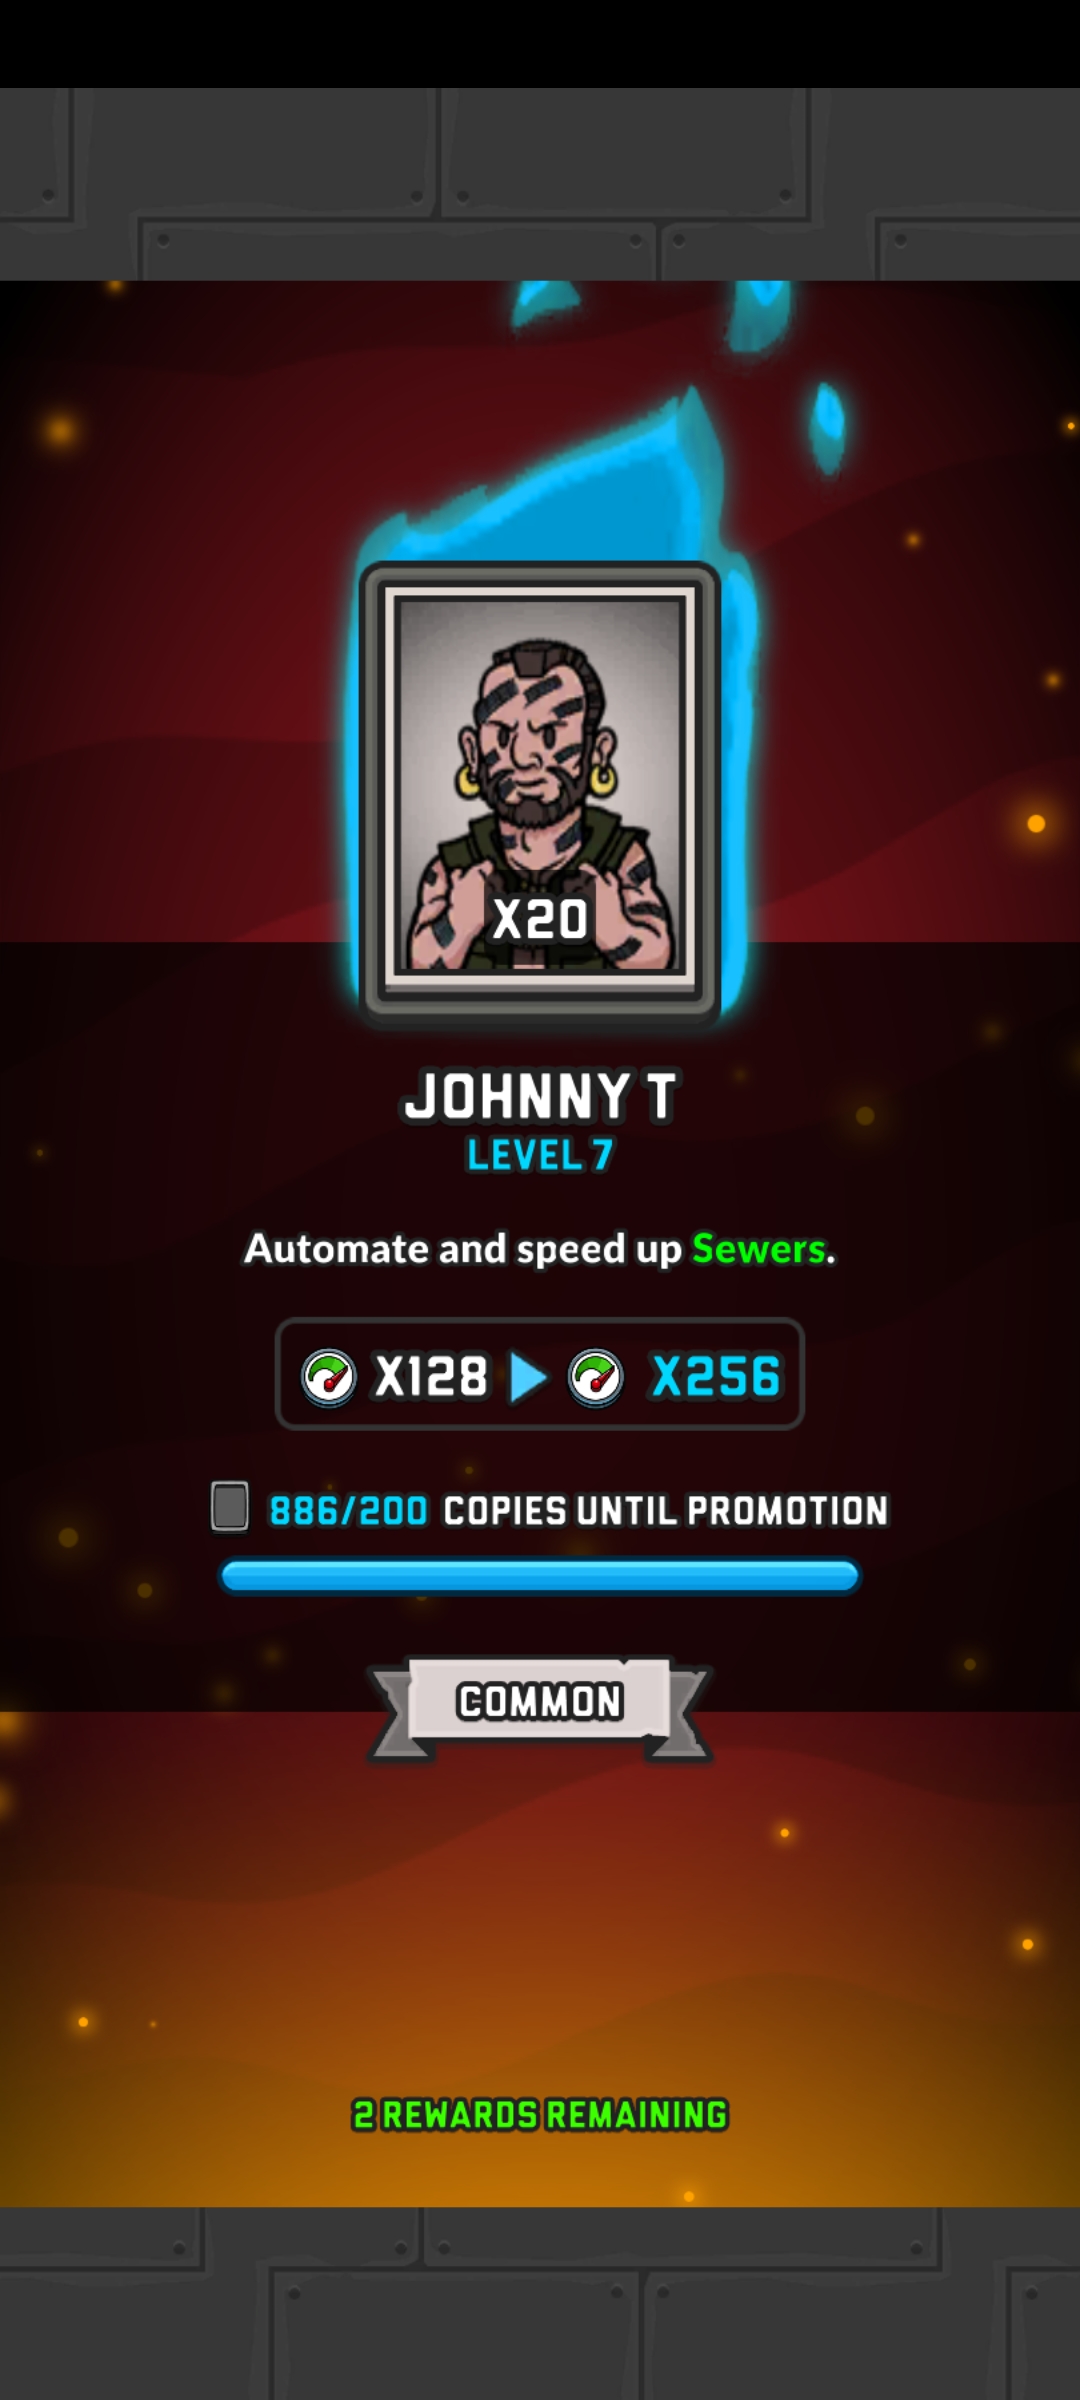 X20
JOHNNY T
LEVEL 7
Automate and speed up Sewers.
X128 X256
886/200 COPIES UNTIL PROMOTION
COMMON
2 REWARDS REMAINING